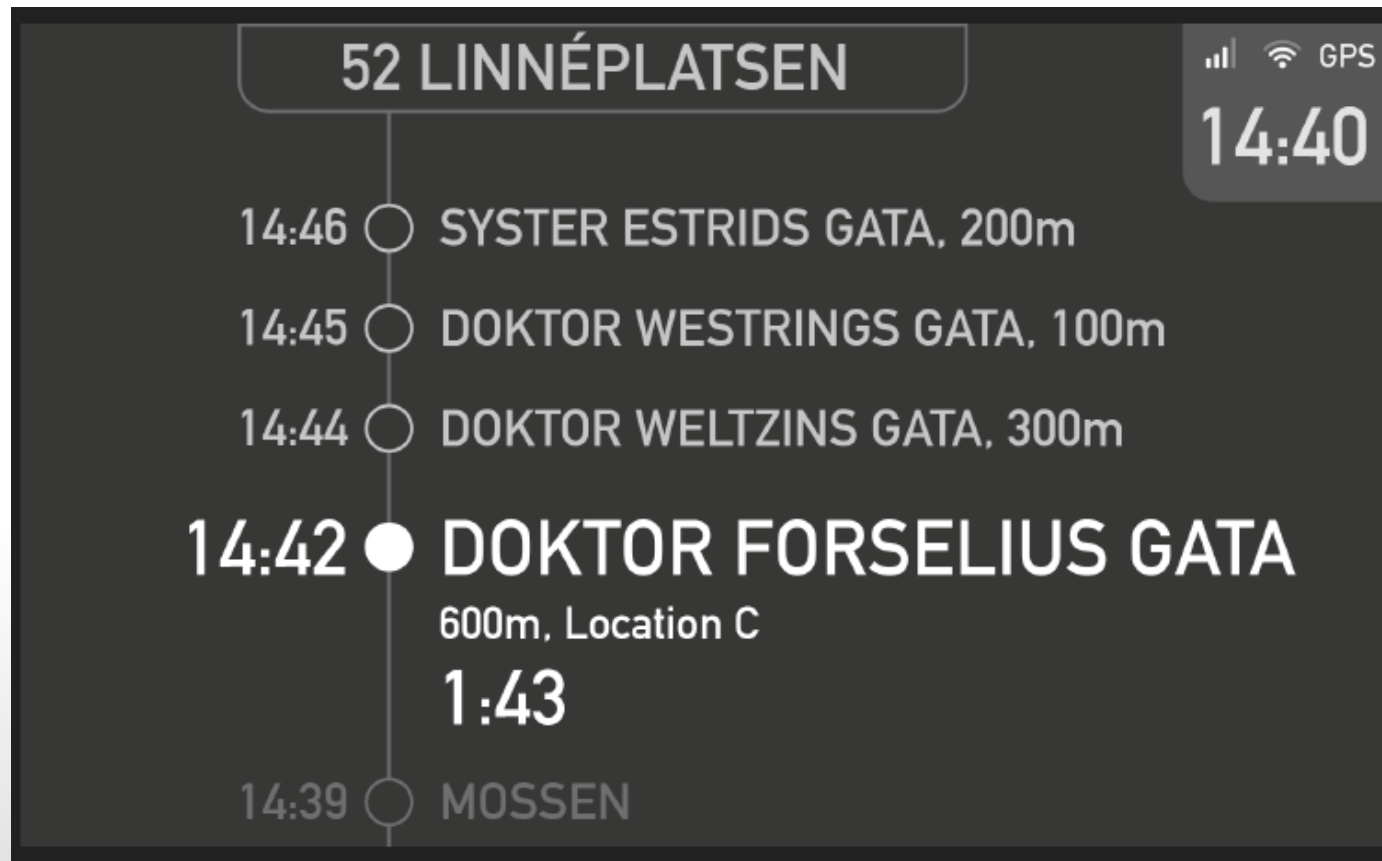 52 LINNÉPLATSEN
GPS
14:40
14:46 SYSTER ESTRIDS GATA, 200m
14:45 DOKTOR WESTRINGS GATA, 100m
14:44 DOKTOR WELTZINS GATA, 300m
14:42 DOKTOR FORSELIUS GATA
600m, Location C
1:43
14:39 MOSSEN